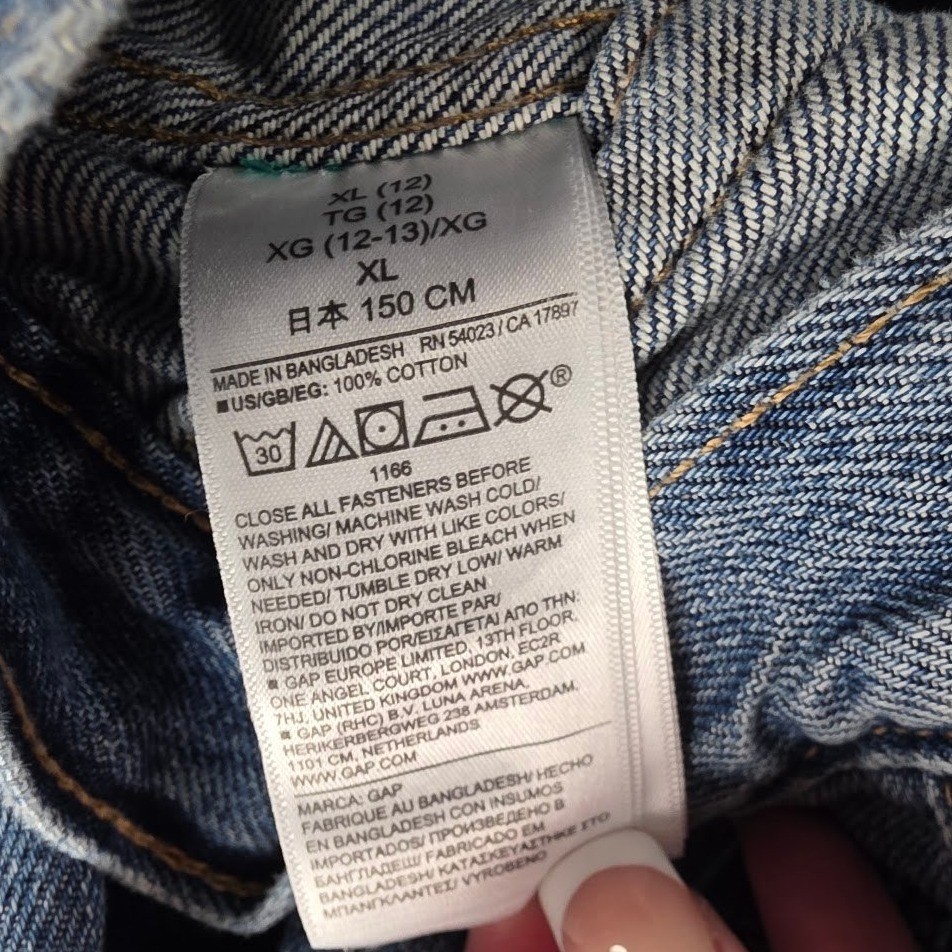 XL (12)
TG (12)
XG (12-13)/XG
XL
日本 150 CM
MADE IN BANGLADESH RN 54023 / CA 17897
■US/GB/EG: 100% COTTON
30 ®
1166
CLOSE ALL FASTENERS BEFORE
WASHING/ MACHINE WASH COLD/
WASH AND DRY WITH LIKE COLORS/
ONLY NON-CHLORINE BLEACH WHEN
NEEDED/ TUMBLE DRY LOW/ WARM
IRON/ DO NOT DRY CLEAN
IMPORTED BY/IMPORTE PAR/
DISTRIBUIDO POR/ΕΙΣΑΓΕΤΑΙ ΑΠΟ ΤΗΝ:
■ GAP EUROPE LIMITED, 13TH FLOOR,
ONE ANGEL COURT, LONDON, EC2R
7HJ, UNITED KINGDOM WWW.GAP.COM
■ GAP (RHC) B.V. LUNA ARENA,
HERIKERBERGWEG 238 AMSTERDAM,
1101 CM, NETHERLANDS
WWW.GAP.COM
MARCA: GAP
FABRIQUE AU BANGLADESH/ HECHO
EN BANGLADESH CON INSUMOS
IMPORTADOS/ ПРОИЗВЕДЕНО В
БАНГЛАДЕШ/ FABRICADO EM
BANGLADESH/ ΚΑΤΑΣΚΕΥΑΣΤΗΚΕ ΣΤΟ
ΜΠΑΝΓΚΛΑΝΤΕΣ/ VYROBENO